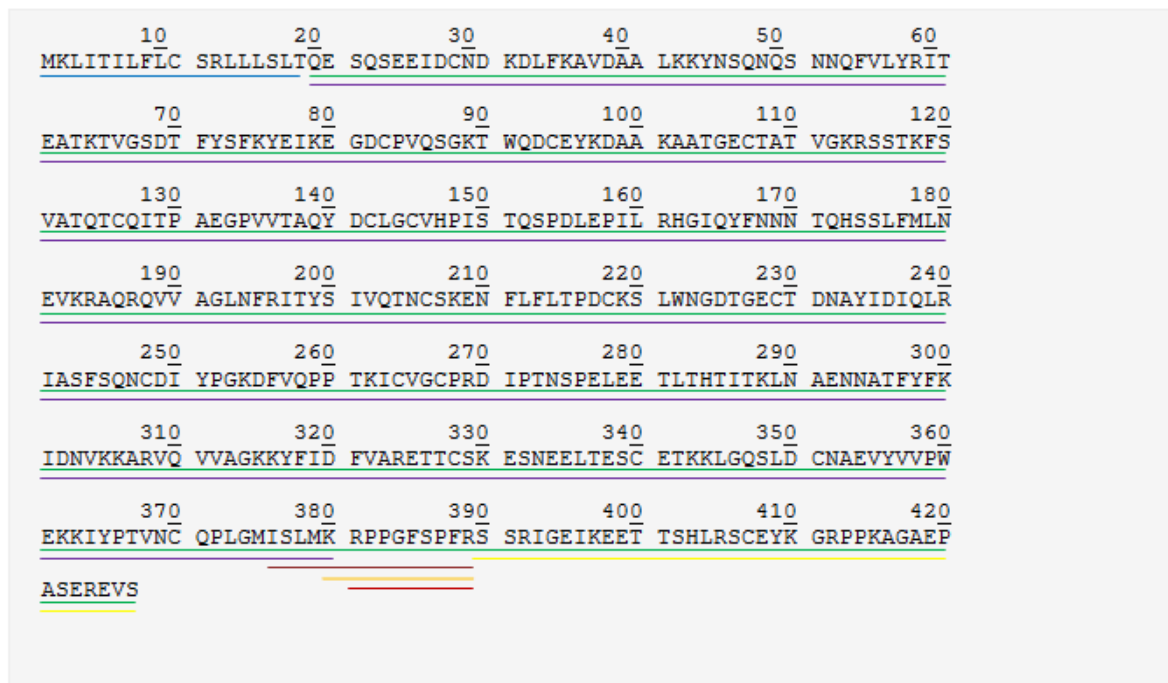 10 20 30 40 50 60
MKLITILFLC SRLLLSLTQE SQSEEIDCND KDLFKAVDAA LKKYNSQNQS NNQFVLYRIT
70 80 90 100 110 120
EATKTVGSDT FYSFKYEIKE GDCPVQSGKT WQDCEYKDAA KAATGECTAT VGKRSSTKFS
130 140 150 160 170 180
VATQTCQITP AEGPVVTAQY DCLGCVHPIS TQSPDLEPIL RHGIQYFNNN TQHSSLFMLN
190 200 210 220 230 240
EVKRAQRQVV AGLNFRITYS IVQTNCSKEN FLFLTPDCKS LWNGDTGECT DNAYIDIQLR
250 260 270 280 290 300
IASFSQNCDI YPGKDFVQPP TKICVGCPRD IPTNSPELEE TLTHTITKLN AENNATFYFK
310 320 330 340 350 360
IDNVKKARVQ VVAGKKYFID FVARETTCSK ESNEELTESC ETKKLGQSLD CNAEVYVVPW
370 380 390 400 410 420
EKKIYPTVNC QPLGMISLMK RPPGFSPFRS SRIGEIKEET TSHLRSCEYK GRPPKAGAEP
ASEREVS